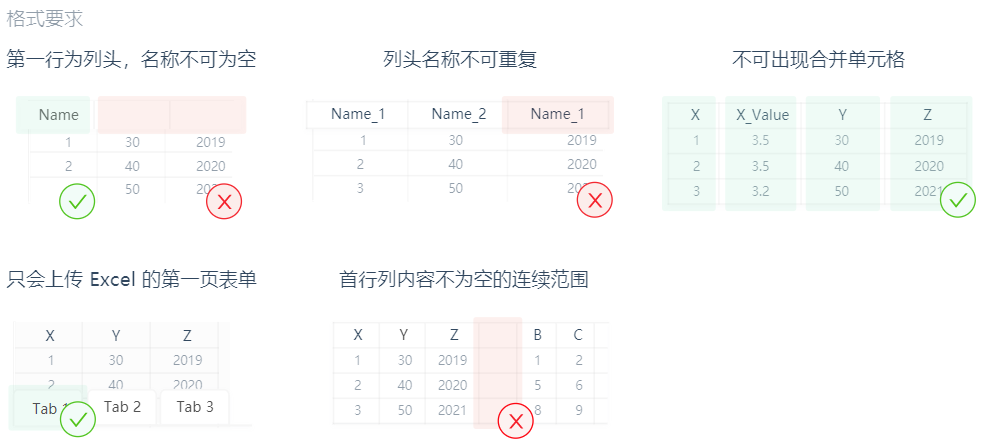 格式要求
第一行为列头，名称不可为空
列头名称不可重复
不可出现合并单元格
Name
1 30 2019
2 40 2020
50
Name_1 Name_2 Name_1
1 30 2019
2 40 2020
3 50
X X_Value Y Z
1 3.5 30 2019
2 3.5 40 2020
3 3.2 50 2021
只会上传 Excel 的第一页表单
首行列内容不为空的连续范围
X Y Z
1 30 2019
2 40 2020
Tab 1 Tab 2 Tab 3
X Y Z B C
1 30 2019 1 2
2 40 2020 5 6
3 50 2021 8 9